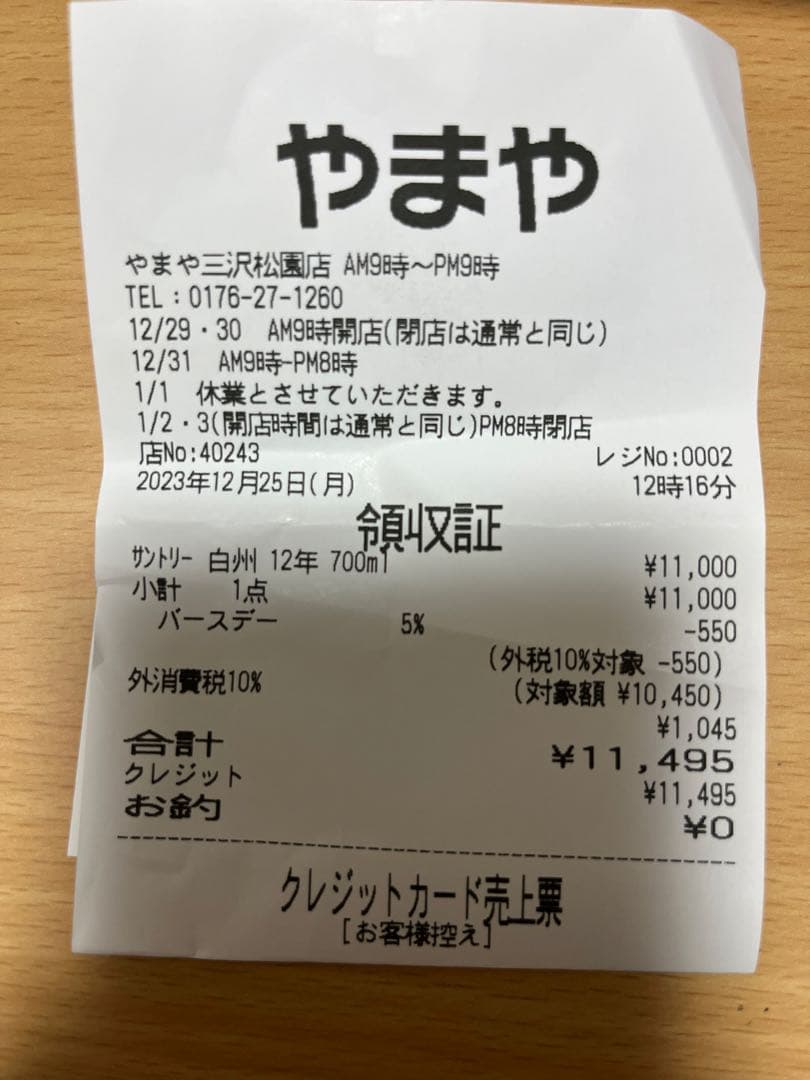 やまや
やまや三沢松園店 AM9時～PM9時
TEL：0176-27-1260
12/29・30 AM9時開店(閉店は通常と同じ)
12/31 AM9時-PM8時
1/1 休業とさせていただきます。
1/2・3(開店時間は通常と同じ)PM8時閉店
店No:40243 レジNo:0002
2023年12月25日(月) 12時16分
領収証
サントリー 白州 12年 700ml ¥11,000
小計 1点 ¥11,000
バースデー 5% -550
(外税10%対象 -550)
外消費税10% (対象額 ¥10,450)
¥1,045
合計 ¥11,495
クレジット ¥11,495
お釣 ¥0
クレジットカード売上票
[お客様控え]